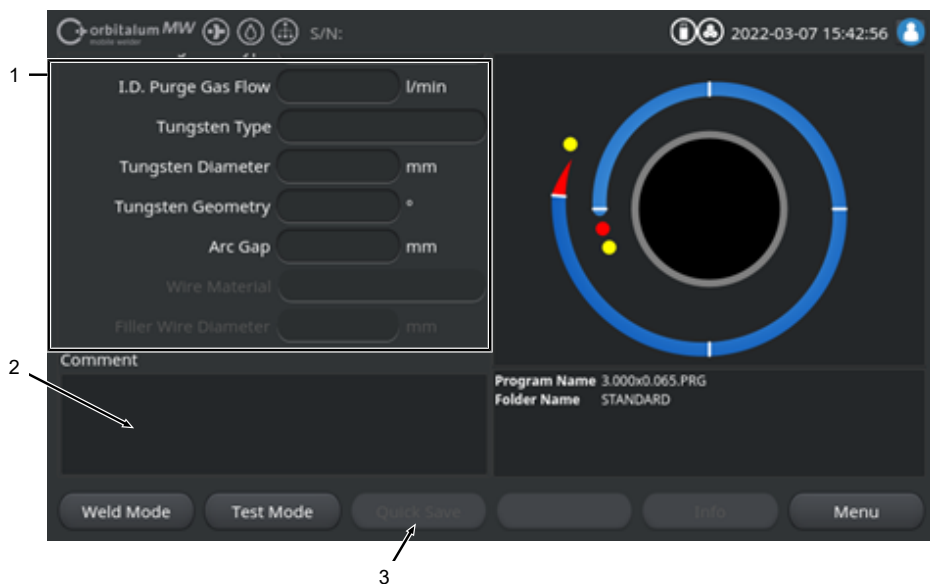 orbitalum MW S/N: 2022-03-07 15:42:56
mobile welder
1
I.D. Purge Gas Flow l/min
Tungsten Type
Tungsten Diameter mm
Tungsten Geometry °
Arc Gap mm
Wire Material
Filler Wire Diameter mm
Comment
2
Program Name 3.000x0.065.PRG
Folder Name STANDARD
Weld Mode Test Mode Quick Save Info Menu
3